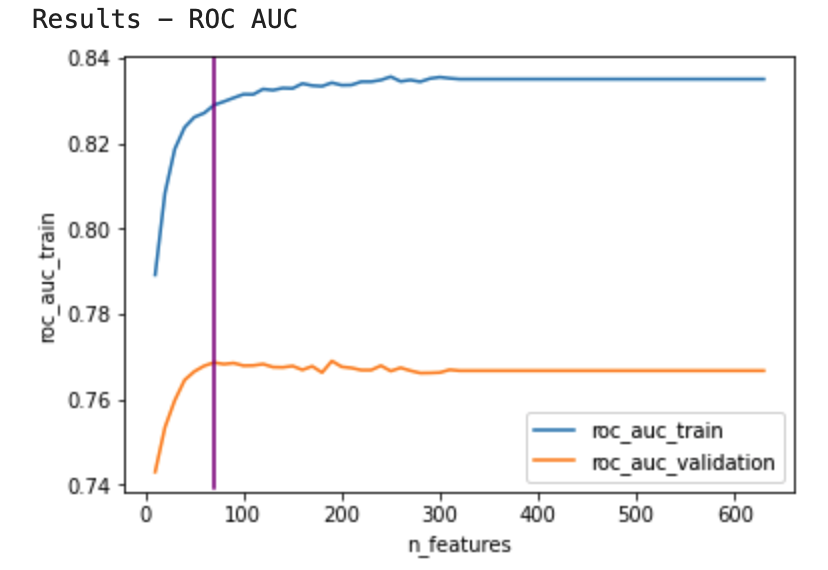 Results - ROC AUC
0.84
0.82
0.80
0.78
0.76
0.74
roc_auc_train
roc_auc_train
roc_auc_validation
0 100 200 300 400 500 600
n_features